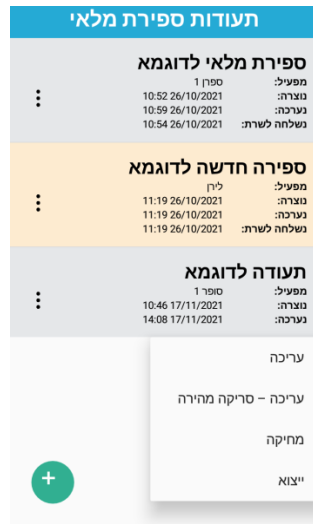 תעודות ספירת מלאי
ספירת מלאי לדוגמא
מפעיל: ספרן 1
נוצרה: 10:52 26/10/2021
נערכה: 10:59 26/10/2021
נשלחה לשרת: 10:54 26/10/2021
ספירה חדשה לדוגמא
מפעיל: לירן
נוצרה: 11:19 26/10/2021
נערכה: 11:19 26/10/2021
נשלחה לשרת: 11:19 26/10/2021
תעודה לדוגמא
מפעיל: סופר 1
נוצרה: 10:46 17/11/2021
נערכה: 14:08 17/11/2021
עריכה
עריכה – סריקה מהירה
מחיקה
ייצוא
+